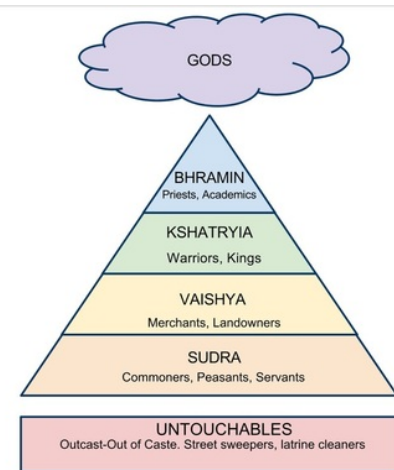 GODS
BHRAMIN
Priests, Academics
KSHATRYIA
Warriors, Kings
VAISHYA
Merchants, Landowners
SUDRA
Commoners, Peasants, Servants
UNTOUCHABLES
Outcast-Out of Caste. Street sweepers, latrine cleaners